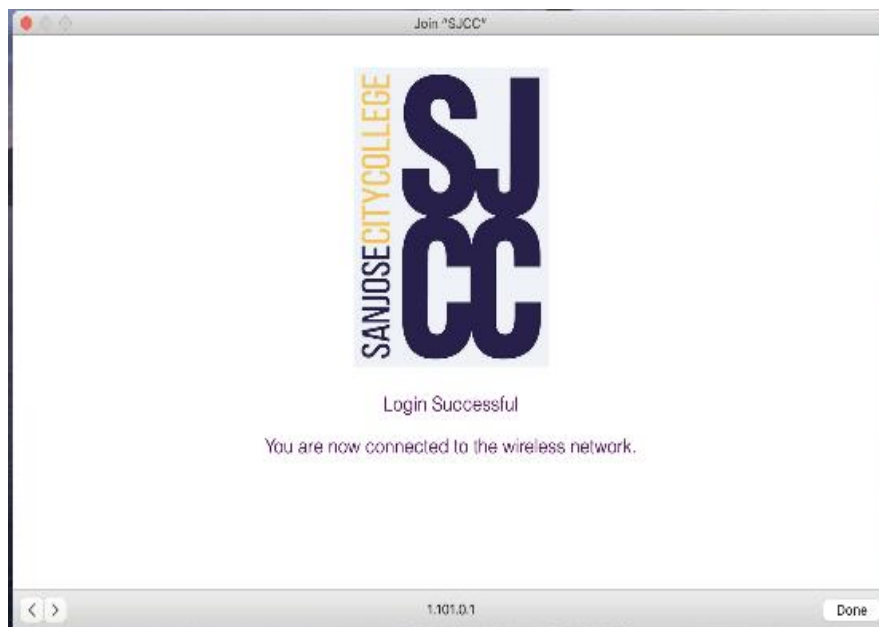 Join "SJCC"
SANJOSECITYCOLLEGE
SJ
CC
Login Successful
You are now connected to the wireless network.
1.101.0.1
Done